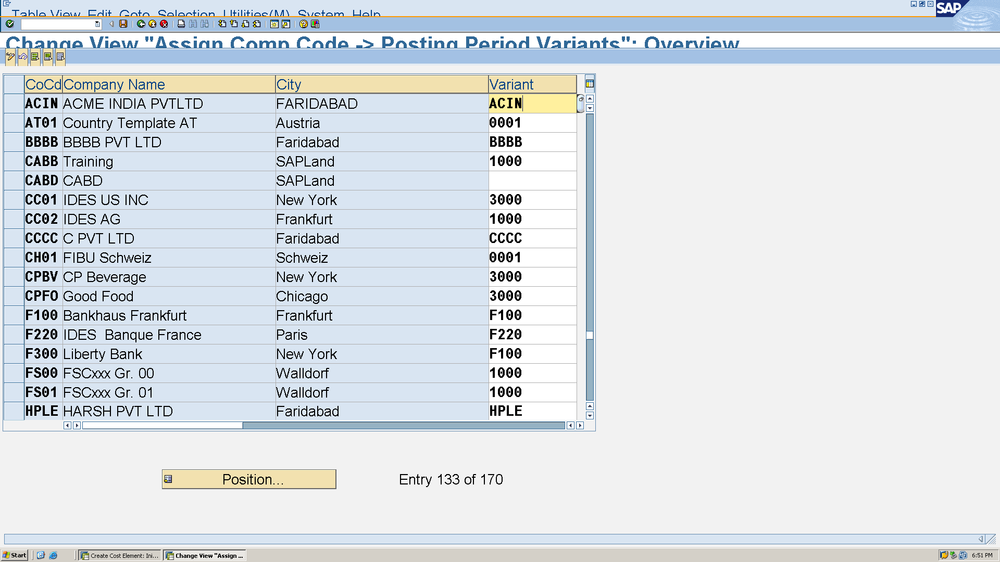 Table View Edit Goto Selection Utilities(M) System Help
SAP
Change View "Assign Comp Code -> Posting Period Variants": Overview
CoCd Company Name City Variant
ACIN ACME INDIA PVTLTD FARIDABAD ACIN
AT01 Country Template AT Austria 0001
BBBB BBBB PVT LTD Faridabad BBBB
CABB Training SAPLand 1000
CABD CABD SAPLand
CC01 IDES US INC New York 3000
CC02 IDES AG Frankfurt 1000
CCCC C PVT LTD Faridabad CCCC
CH01 FIBU Schweiz Schweiz 0001
CPBV CP Beverage New York 3000
CPFO Good Food Chicago 3000
F100 Bankhaus Frankfurt Frankfurt F100
F220 IDES  Banque France Paris F220
F300 Liberty Bank New York F100
FS00 FSCxxx Gr. 00 Walldorf 1000
FS01 FSCxxx Gr. 01 Walldorf 1000
HPLE HARSH PVT LTD Faridabad HPLE
Position... Entry 133 of 170
Start Create Cost Element: Ini... Change View "Assign ... 6:51 PM